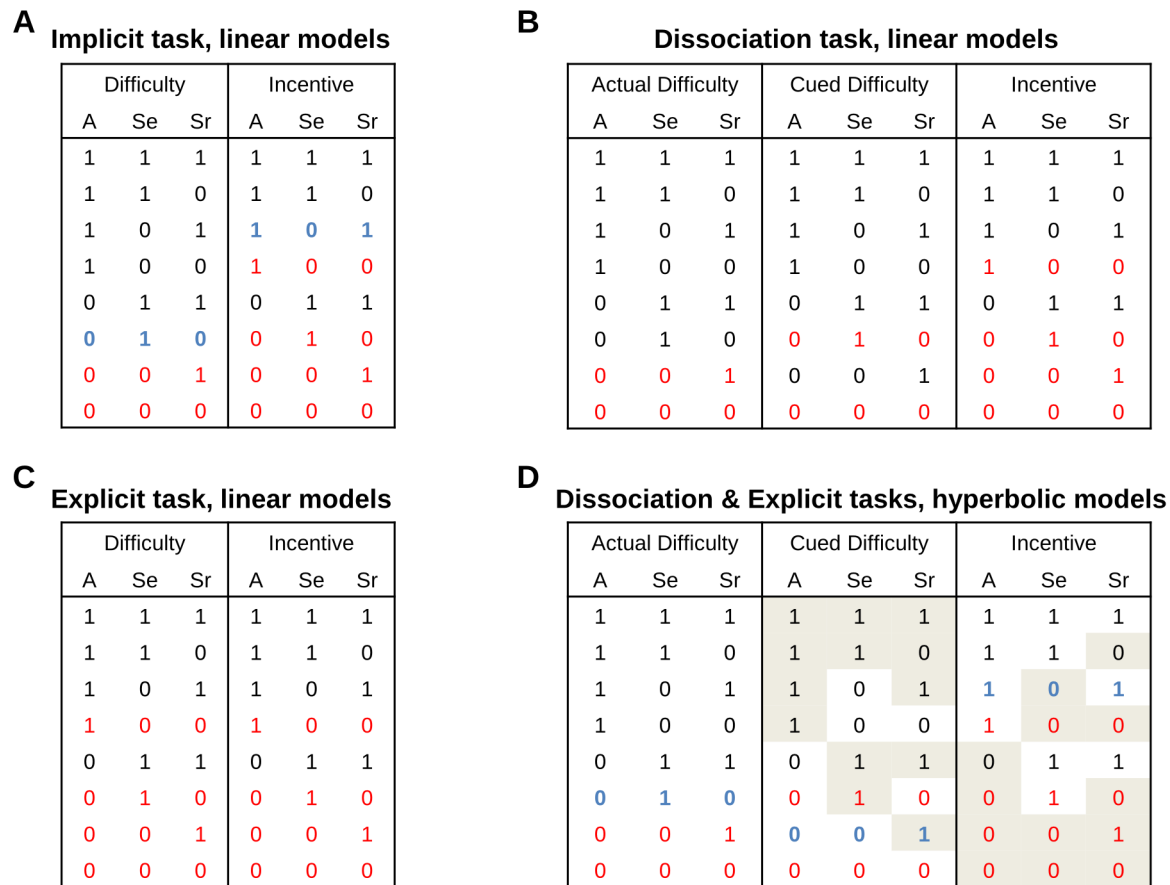 A
Implicit task, linear models
Difficulty Incentive
A Se Sr A Se Sr
1 1 1 1 1 1
1 1 0 1 1 0
1 0 1 1 0 1
1 0 0 1 0 0
0 1 1 0 1 1
0 1 0 0 1 0
0 0 1 0 0 1
0 0 0 0 0 0
B
Dissociation task, linear models
Actual Difficulty Cued Difficulty Incentive
A Se Sr A Se Sr A Se Sr
1 1 1 1 1 1 1 1 1
1 1 0 1 1 0 1 1 0
1 0 1 1 0 1 1 0 1
1 0 0 1 0 0 1 0 0
0 1 1 0 1 1 0 1 1
0 1 0 0 1 0 0 1 0
0 0 1 0 0 1 0 0 1
0 0 0 0 0 0 0 0 0
C
Explicit task, linear models
Difficulty Incentive
A Se Sr A Se Sr
1 1 1 1 1 1
1 1 0 1 1 0
1 0 1 1 0 1
1 0 0 1 0 0
0 1 1 0 1 1
0 1 0 0 1 0
0 0 1 0 0 1
0 0 0 0 0 0
D
Dissociation & Explicit tasks, hyperbolic models
Actual Difficulty Cued Difficulty Incentive
A Se Sr A Se Sr A Se Sr
1 1 1 1 1 1 1 1 1
1 1 0 1 1 0 1 1 0
1 0 1 1 0 1 1 0 1
1 0 0 1 0 0 1 0 0
0 1 1 0 1 1 0 1 1
0 1 0 0 1 0 0 1 0
0 0 1 0 0 1 0 0 1
0 0 0 0 0 0 0 0 0